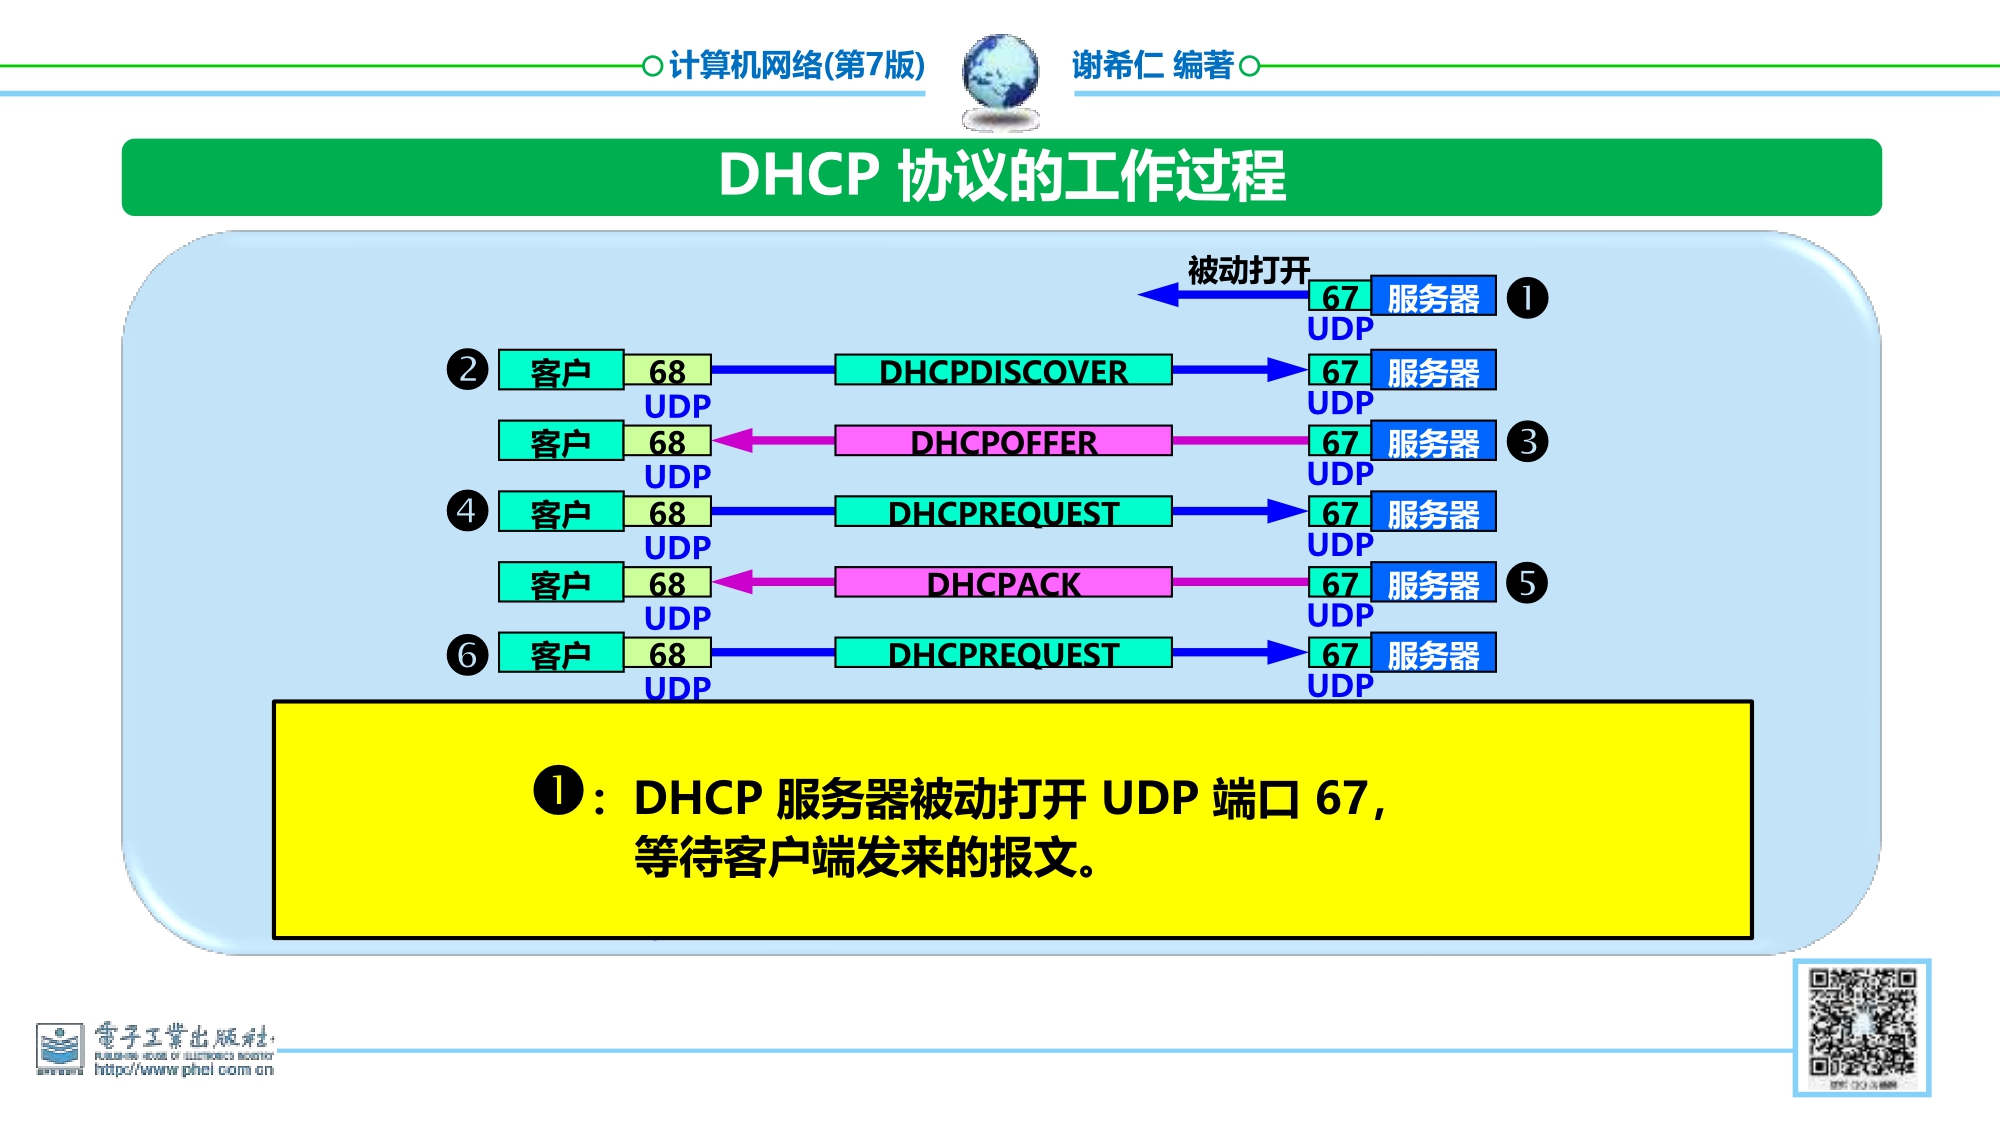 计算机网络(第7版) 谢希仁 编著
DHCP 协议的工作过程
被动打开
67 服务器 ❶
UDP
❷ 客户 68 DHCPDISCOVER 67 服务器
UDP UDP
客户 68 DHCPOFFER 67 服务器 ❸
UDP UDP
❹ 客户 68 DHCPREQUEST 67 服务器
UDP UDP
客户 68 DHCPACK 67 服务器 ❺
UDP UDP
❻ 客户 68 DHCPREQUEST 67 服务器
UDP UDP
❶：DHCP 服务器被动打开 UDP 端口 67，
等待客户端发来的报文。
電子工業出版社
PUBLISHING HOUSE OF ELECTRONICS INDUSTRY
http://www.phei.com.cn